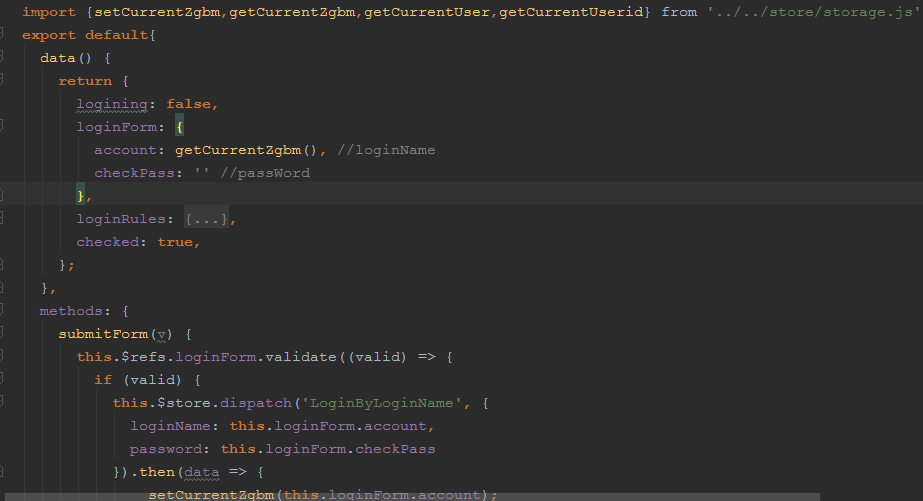 import {setCurrentZgbm,getCurrentZgbm,getCurrentUser,getCurrentUserid} from '../../store/storage.js'
export default{
data() {
return {
logining: false,
loginForm: {
account: getCurrentZgbm(), //loginName
checkPass: '' //passWord
},
loginRules: {...},
checked: true,
};
},
methods: {
submitForm(v) {
this.$refs.loginForm.validate((valid) => {
if (valid) {
this.$store.dispatch('LoginByLoginName', {
loginName: this.loginForm.account,
password: this.loginForm.checkPass
}).then(data => {
setCurrentZgbm(this.loginForm.account);